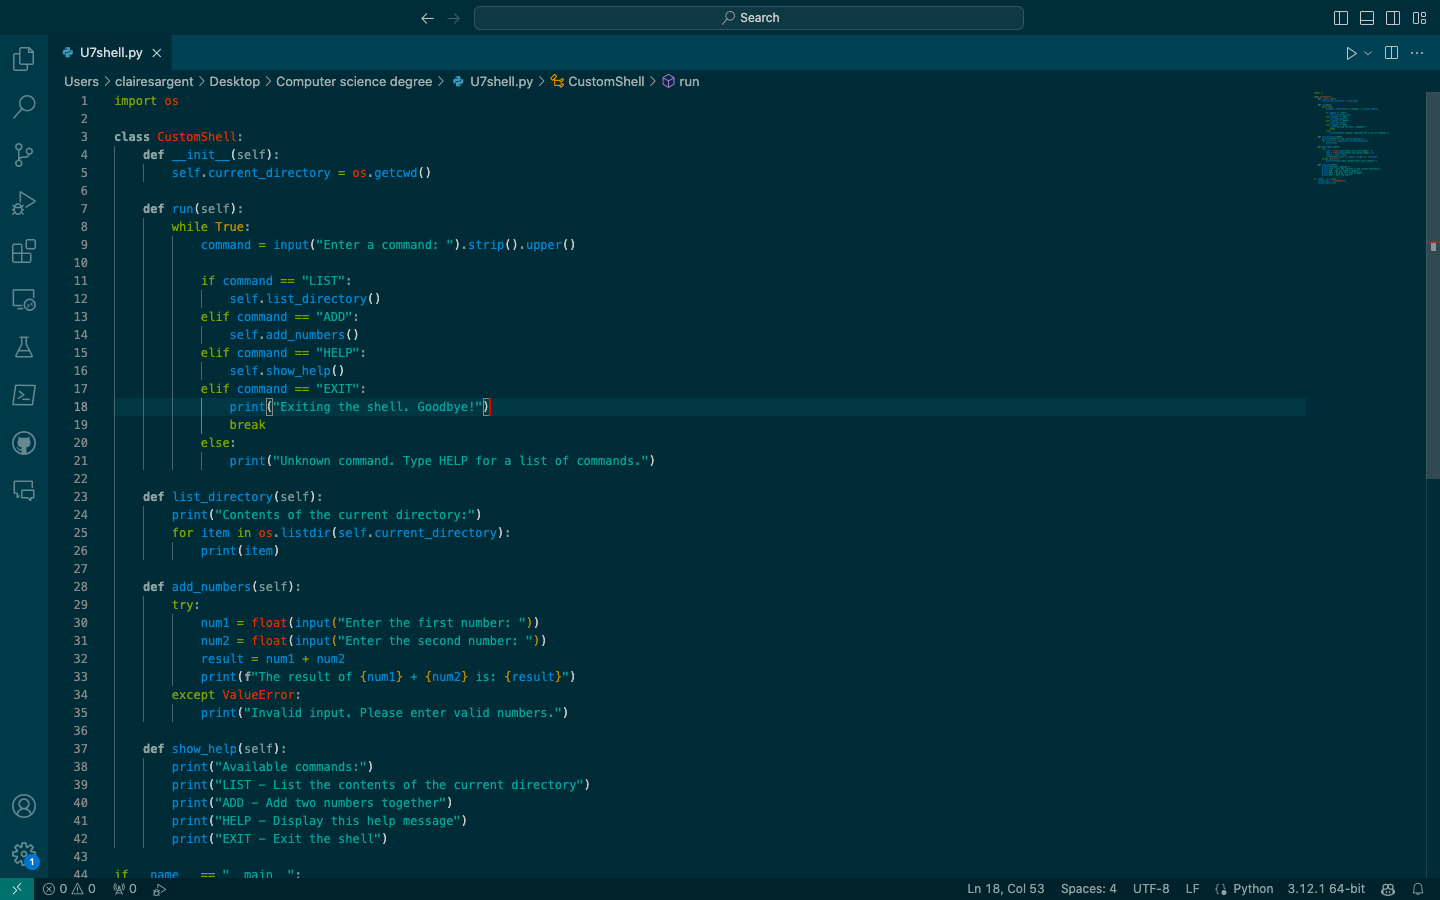 Search
U7shell.py
Users > clairesargent > Desktop > Computer science degree > U7shell.py > CustomShell > run
1 import os
2
3 class CustomShell:
4 def __init__(self):
5 self.current_directory = os.getcwd()
6
7 def run(self):
8 while True:
9 command = input("Enter a command: ").strip().upper()
10
11 if command == "LIST":
12 self.list_directory()
13 elif command == "ADD":
14 self.add_numbers()
15 elif command == "HELP":
16 self.show_help()
17 elif command == "EXIT":
18 print("Exiting the shell. Goodbye!")
19 break
20 else:
21 print("Unknown command. Type HELP for a list of commands.")
22
23 def list_directory(self):
24 print("Contents of the current directory:")
25 for item in os.listdir(self.current_directory):
26 print(item)
27
28 def add_numbers(self):
29 try:
30 num1 = float(input("Enter the first number: "))
31 num2 = float(input("Enter the second number: "))
32 result = num1 + num2
33 print(f"The result of {num1} + {num2} is: {result}")
34 except ValueError:
35 print("Invalid input. Please enter valid numbers.")
36
37 def show_help(self):
38 print("Available commands:")
39 print("LIST – List the contents of the current directory")
40 print("ADD – Add two numbers together")
41 print("HELP – Display this help message")
42 print("EXIT – Exit the shell")
43
44 if __name__ == "__main__":
1
0 0 0 Ln 18, Col 53 Spaces: 4 UTF-8 LF Python 3.12.1 64-bit